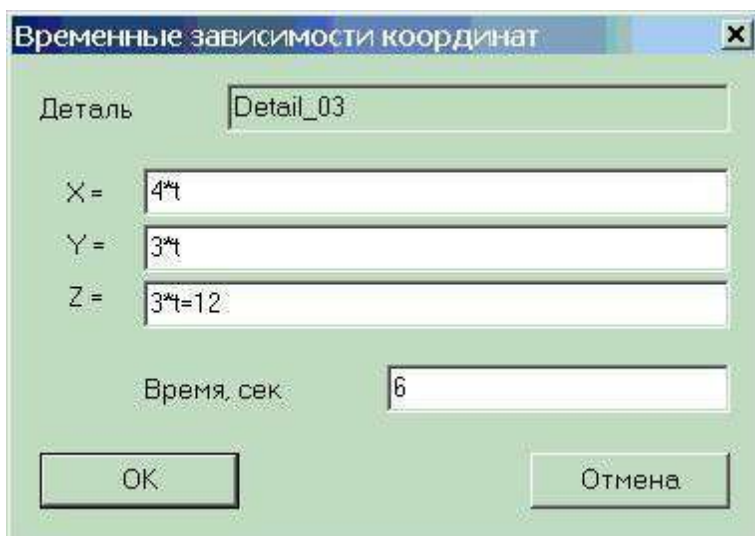 Временные зависимости координат
Деталь Detail_03
X = 4*t
Y = 3*t
Z = 3*t=12
Время, сек 6
OK Отмена